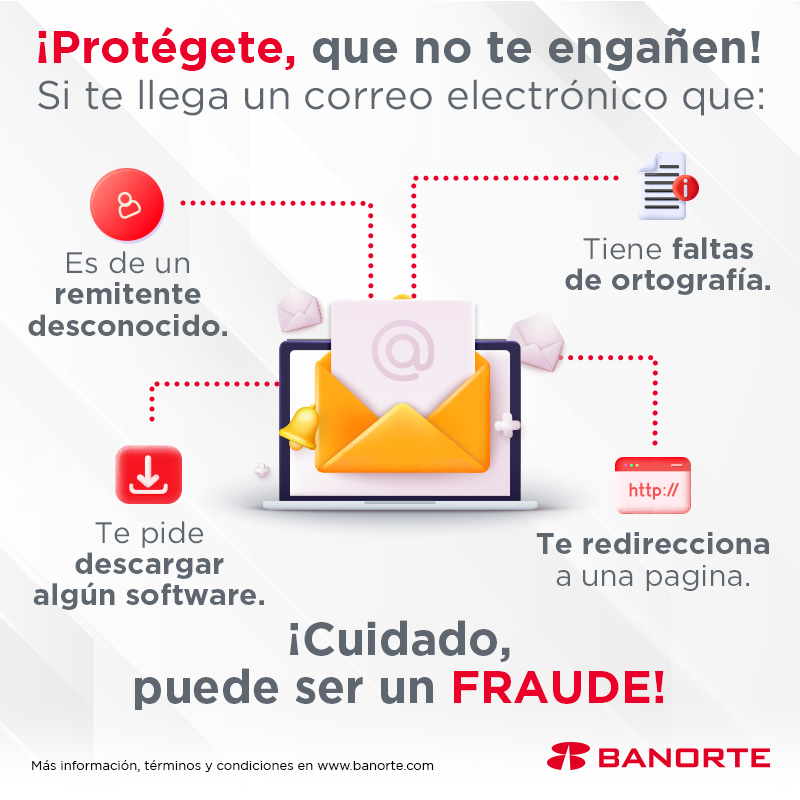 ¡Protégete, que no te engañen!
Si te llega un correo electrónico que:
Es de un
remitente
desconocido.
Tiene faltas
de ortografía.
@
Te pide
descargar
algún software.
http://
Te redirecciona
a una pagina.
¡Cuidado,
puede ser un FRAUDE!
Más información, términos y condiciones en www.banorte.com
BANORTE